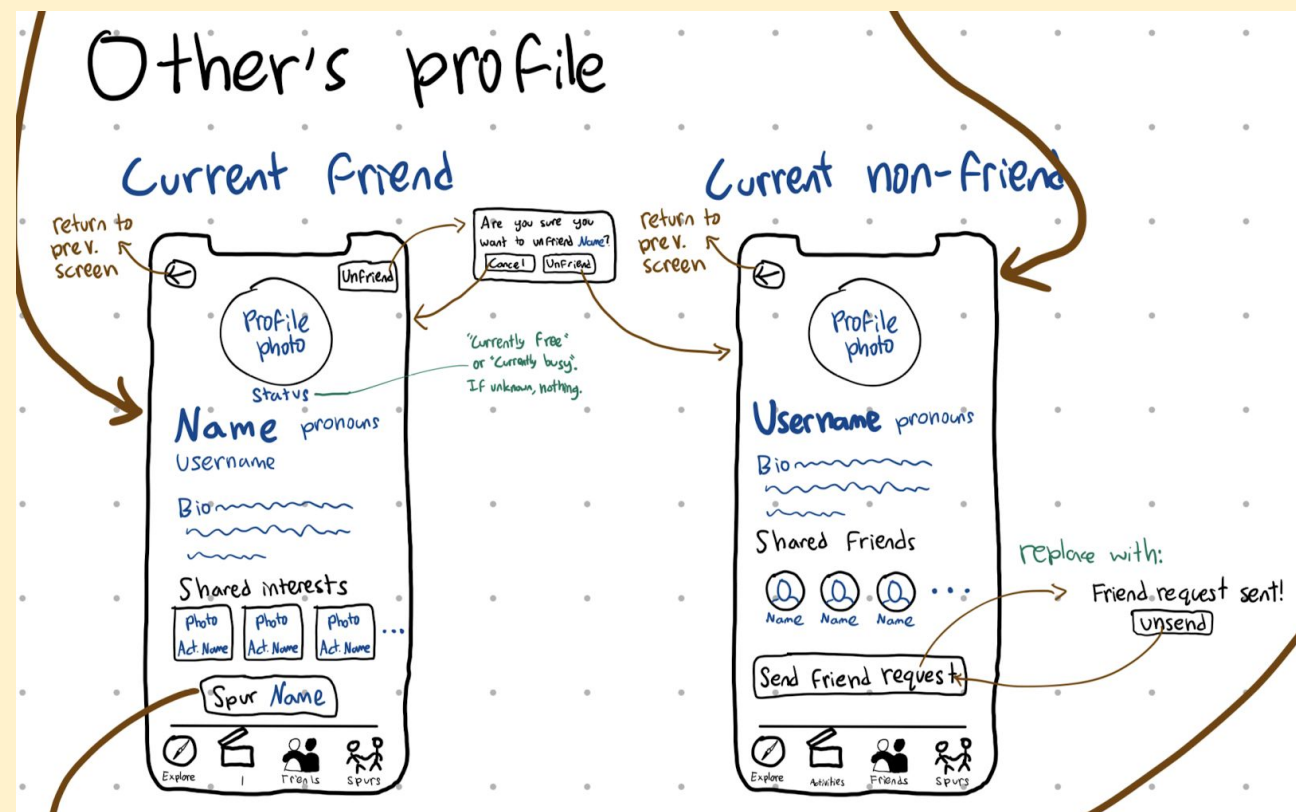 Other's profile
Current friend
return to
prev.
screen
Unfriend
Are you sure you
want to unfriend Name?
Cancel
Unfriend
Profile
photo
Status
"Currently Free"
or "Currently busy".
If unknown, nothing.
Name pronouns
Username
Bio
Shared interests
Photo
Act. Name
Photo
Act. Name
Photo
Act. Name
...
Spur Name
Explore
Friends
Spurs
Current non-friend
return to
prev.
screen
Profile
photo
Username pronouns
Bio
Shared Friends
Name
Name
Name
...
Send friend request
replace with:
Friend request sent!
Unsend
Explore
Activities
Friends
Spurs